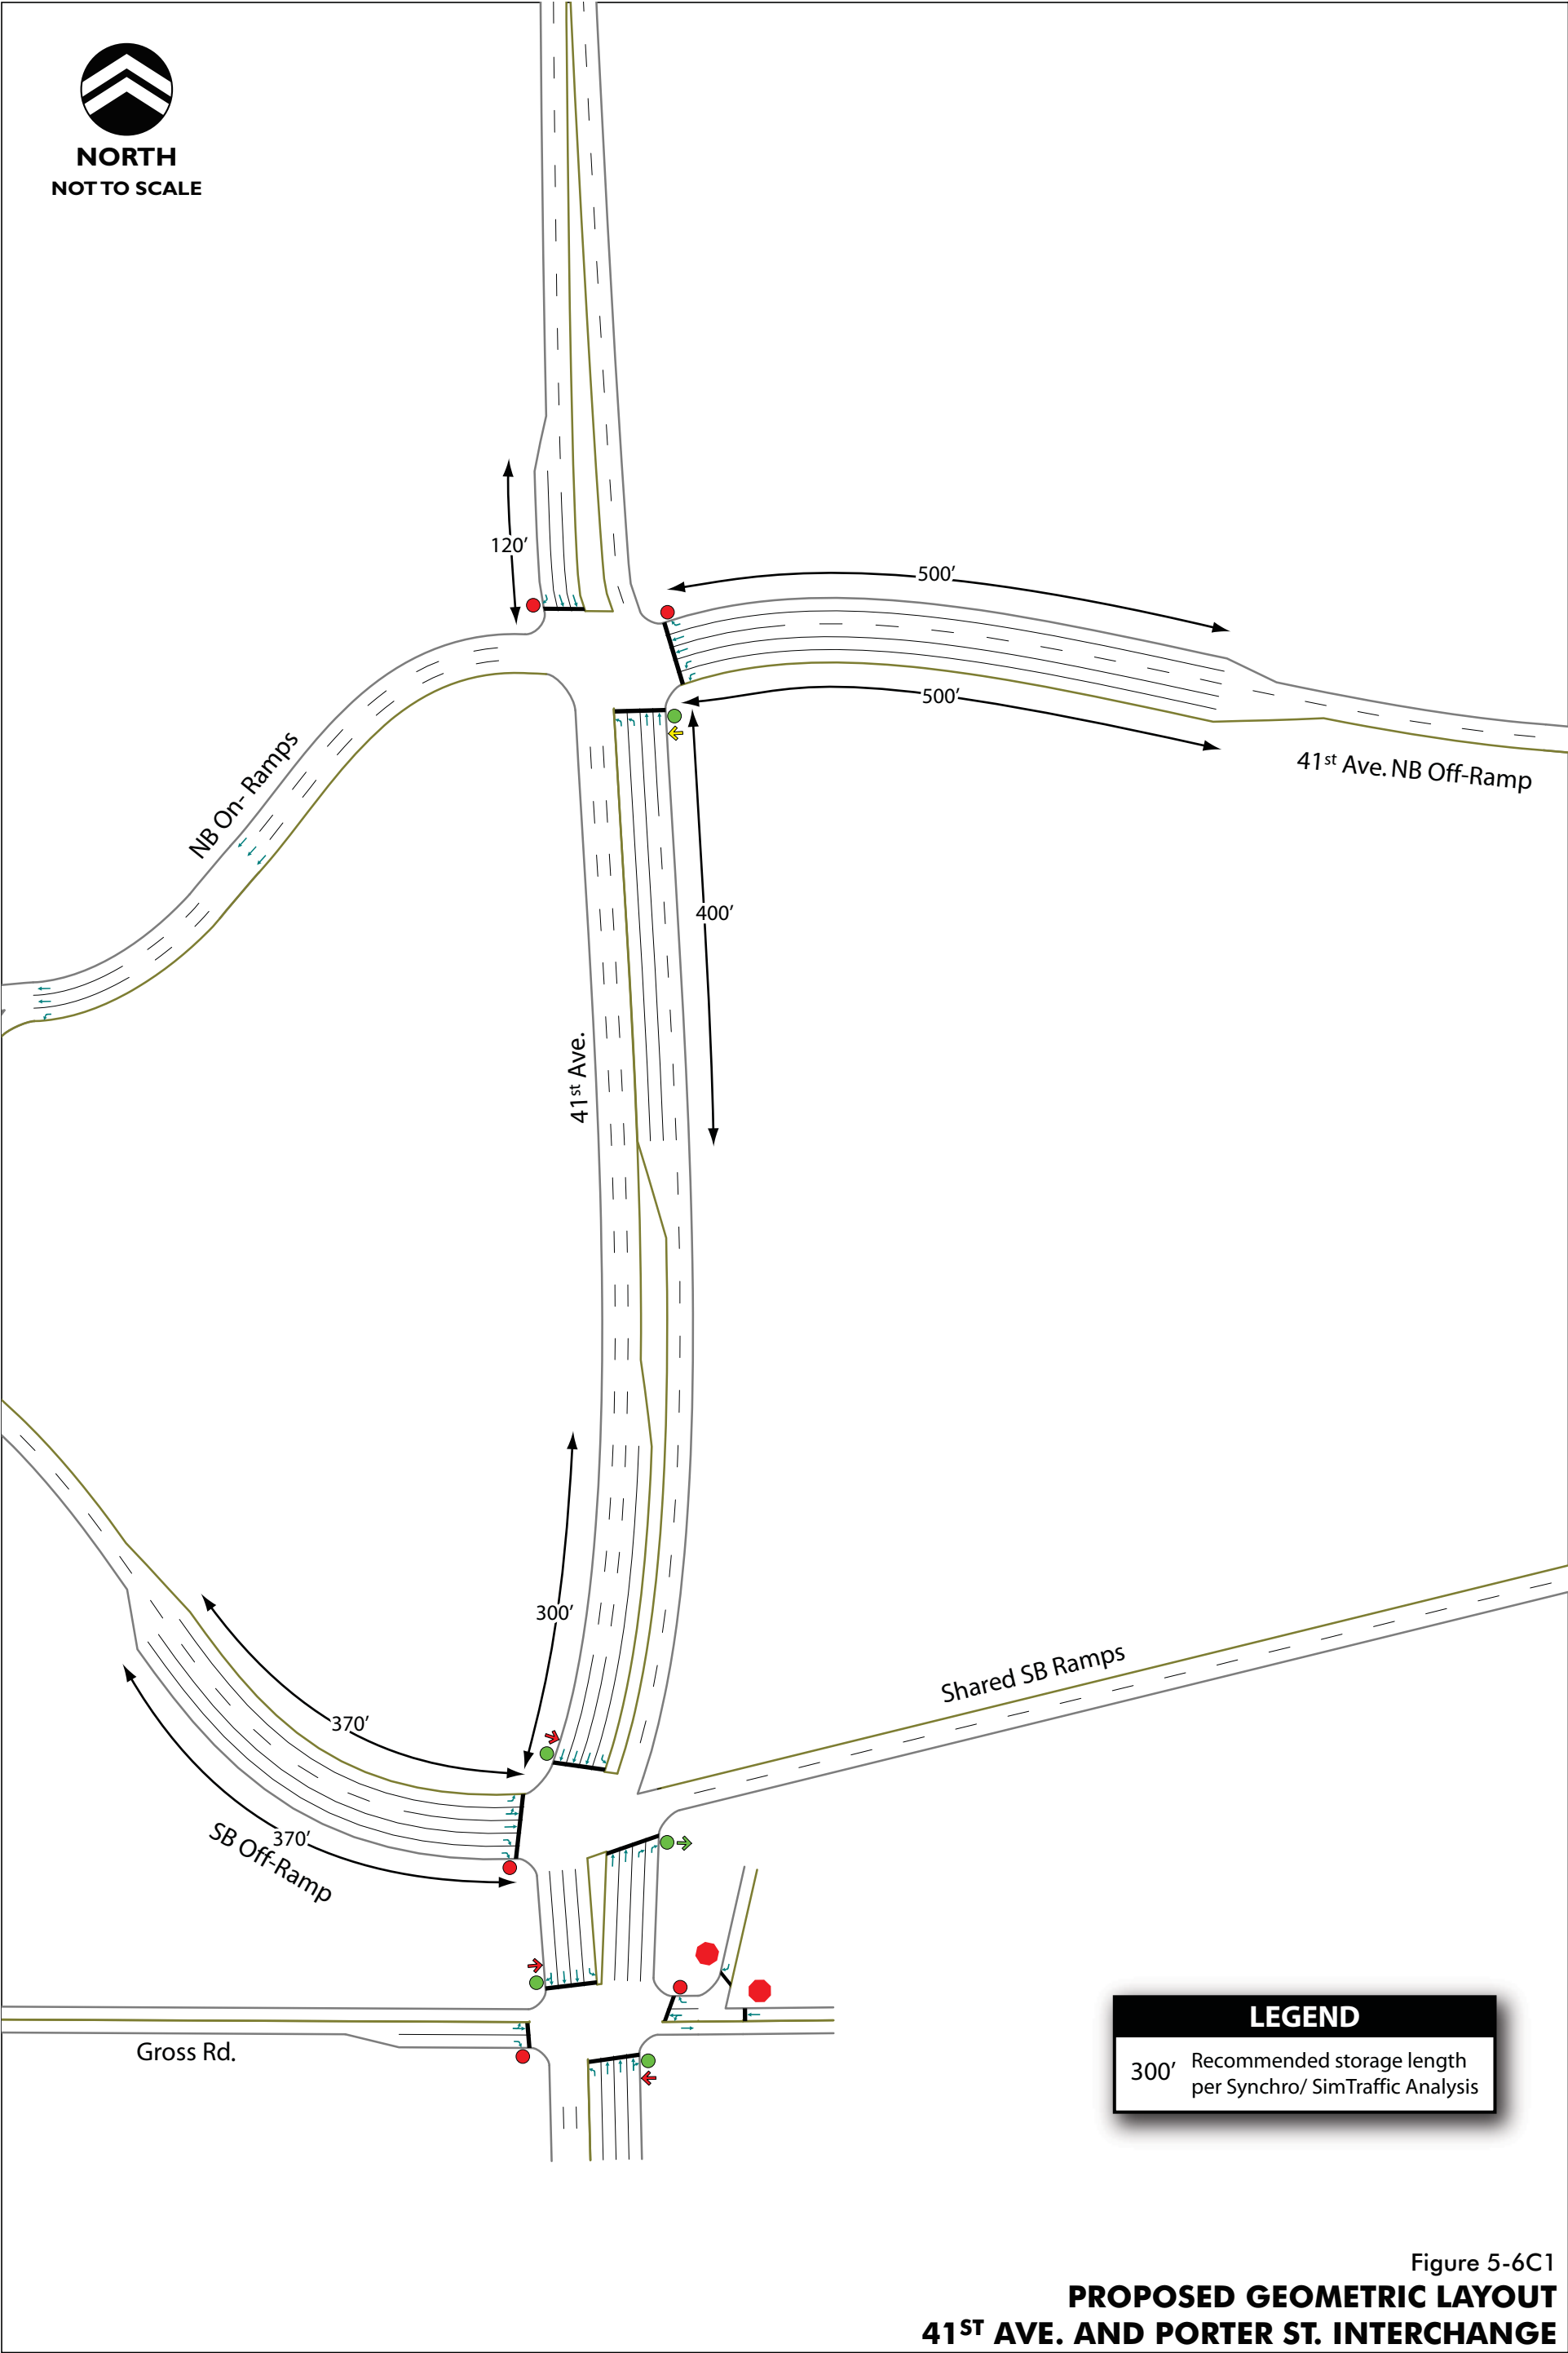 NORTH
NOT TO SCALE
120’
500’
500’
41st Ave. NB Off-Ramp
NB On- Ramps
400’
41st Ave.
300’
Shared SB Ramps
370’
370’
SB Off-Ramp
Gross Rd.
LEGEND
300’ Recommended storage length
per Synchro/ SimTraffic Analysis
Figure 5-6C1
PROPOSED GEOMETRIC LAYOUT
41ST AVE. AND PORTER ST. INTERCHANGE